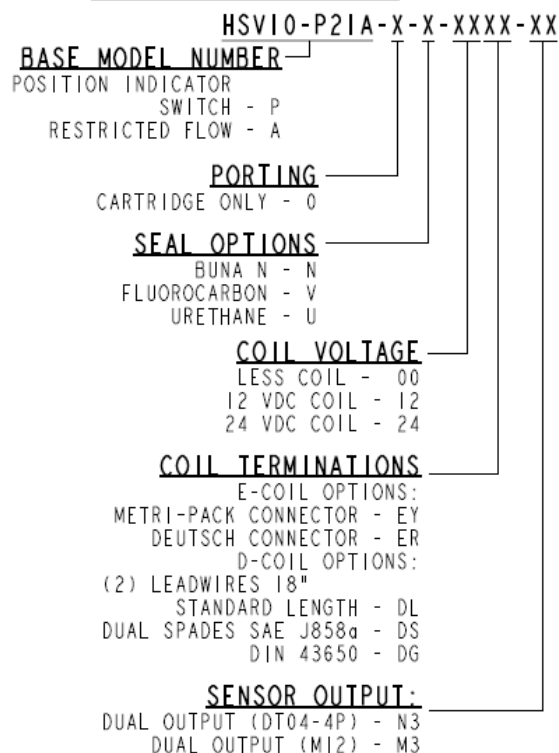 HSV10-P21A-X-X-XXXX-XX
BASE MODEL NUMBER
POSITION INDICATOR
SWITCH - P
RESTRICTED FLOW - A
PORTING
CARTRIDGE ONLY - 0
SEAL OPTIONS
BUNA N - N
FLUOROCARBON - V
URETHANE - U
COIL VOLTAGE
LESS COIL - 00
12 VDC COIL - 12
24 VDC COIL - 24
COIL TERMINATIONS
E-COIL OPTIONS:
METRI-PACK CONNECTOR - EY
DEUTSCH CONNECTOR - ER
D-COIL OPTIONS:
(2) LEADWIRES 18"
STANDARD LENGTH - DL
DUAL SPADES SAE J858a - DS
DIN 43650 - DG
SENSOR OUTPUT:
DUAL OUTPUT (DT04-4P) - N3
DUAL OUTPUT (M12) - M3